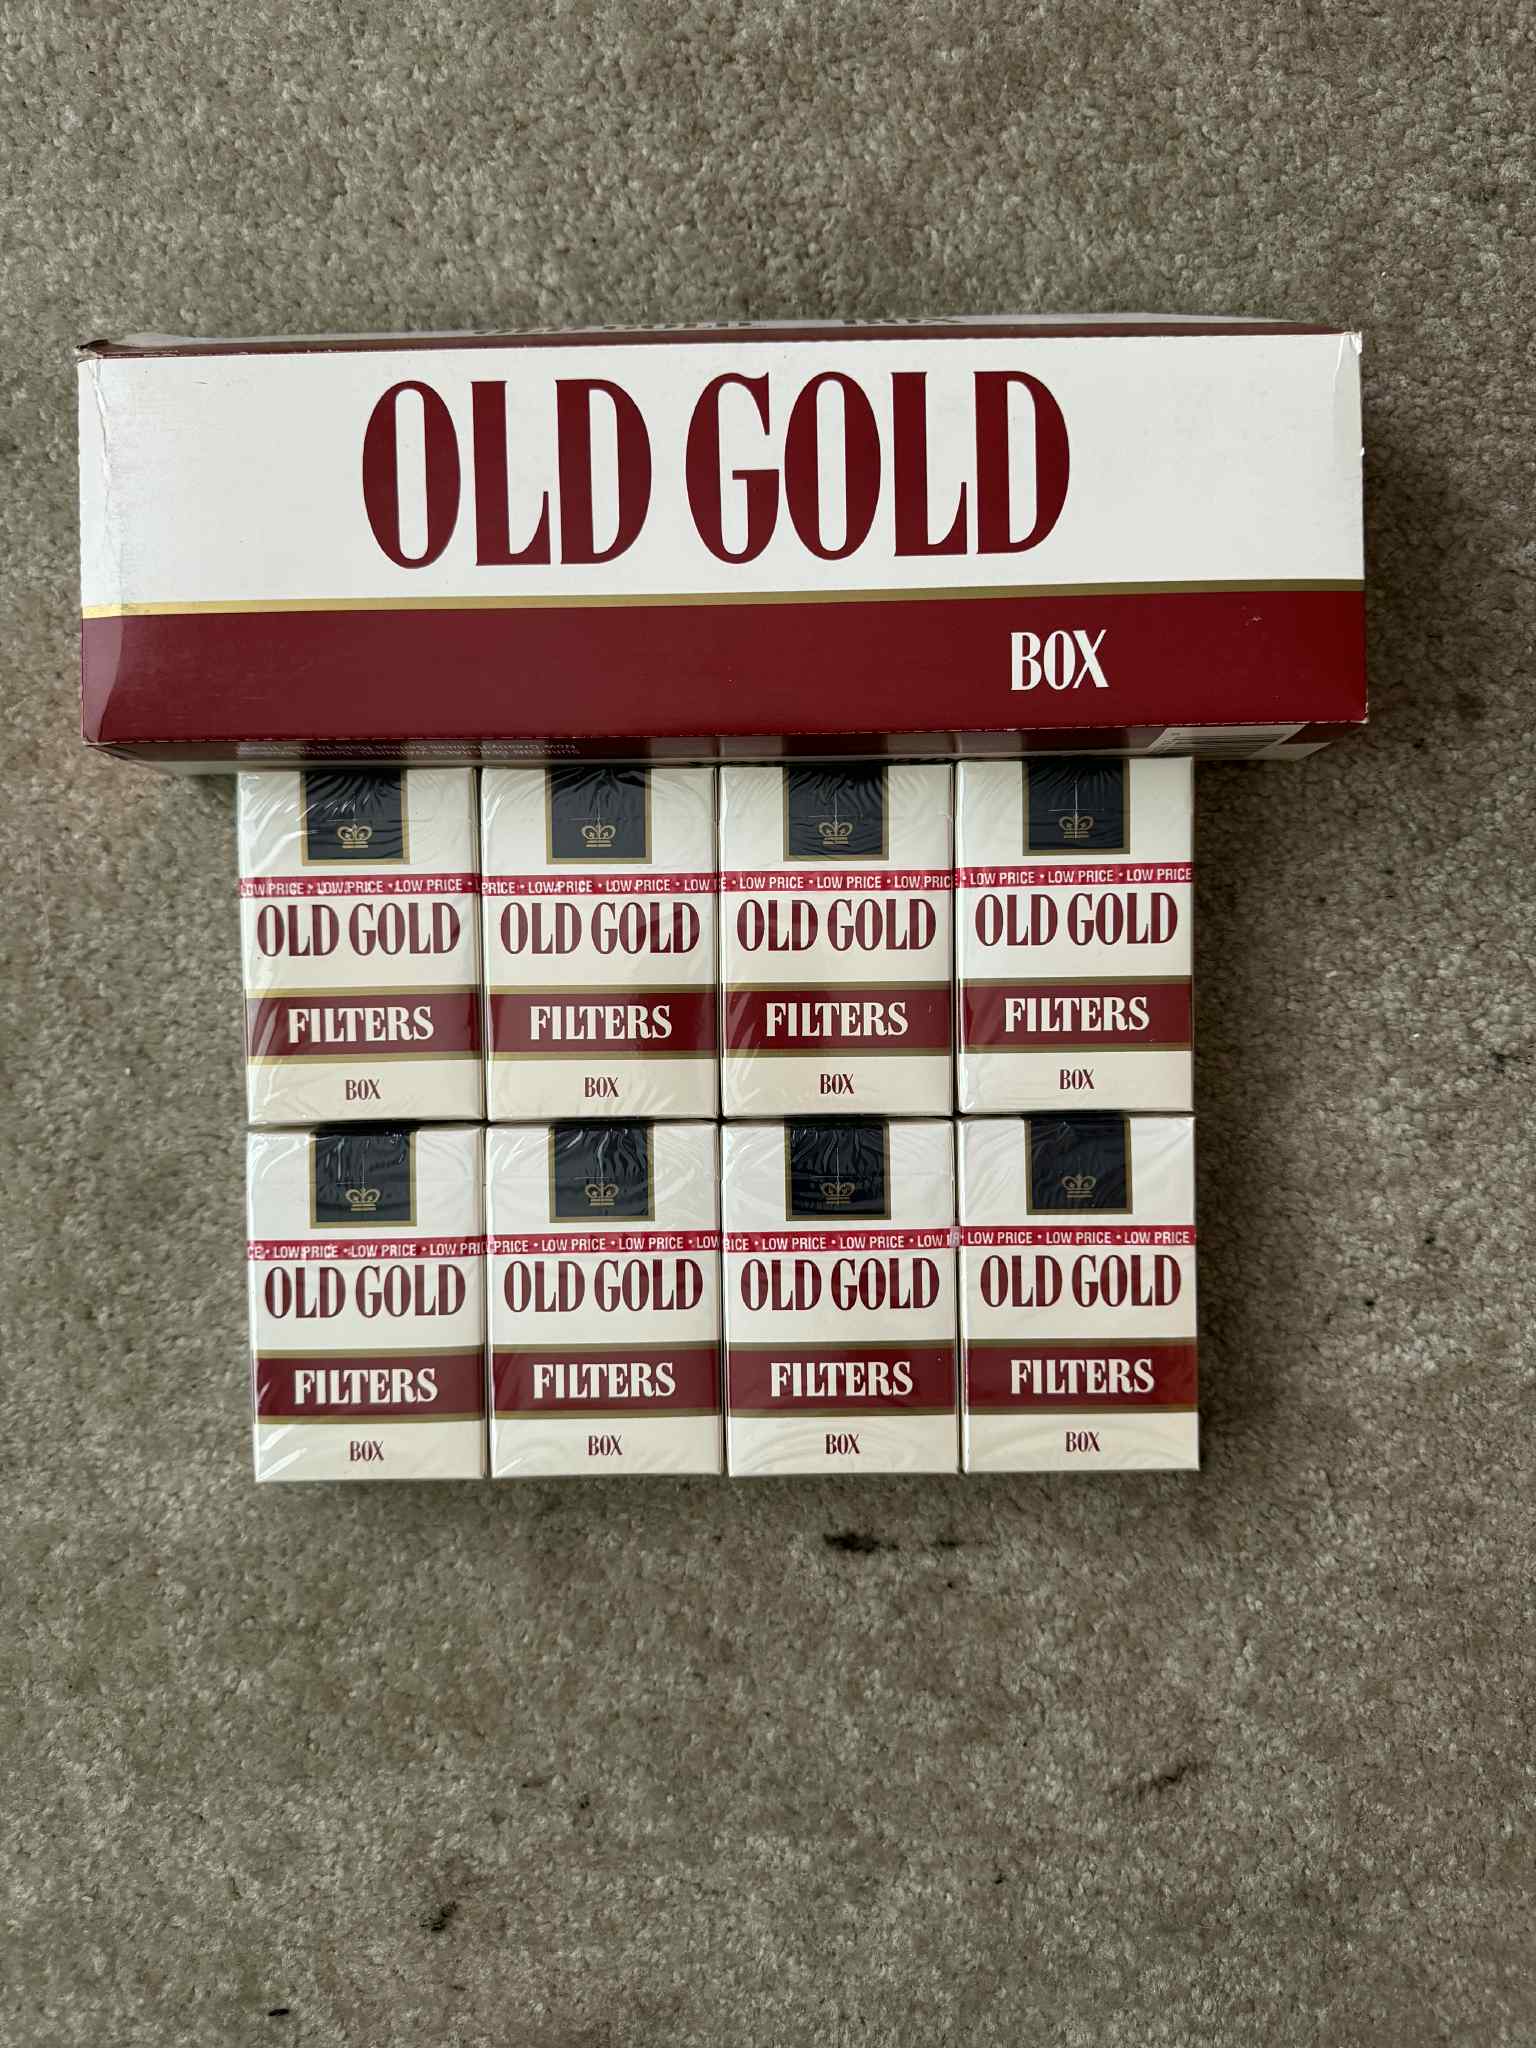 OLD GOLD
BOX
LOW PRICE • LOW PRICE • LOW PRICE •
PRICE • LOW PRICE • LOW PRICE • LOW
• LOW PRICE • LOW PRICE • LOW PRICE
• LOW PRICE • LOW PRICE • LOW PRICE
OLD GOLD
OLD GOLD
OLD GOLD
OLD GOLD
FILTERS
FILTERS
FILTERS
FILTERS
BOX
BOX
BOX
BOX
• LOW PRICE • LOW PRICE • LOW PRICE
PRICE • LOW PRICE • LOW PRICE • LOW
• LOW PRICE • LOW PRICE • LOW
• LOW PRICE • LOW PRICE • LOW PRICE •
OLD GOLD
OLD GOLD
OLD GOLD
OLD GOLD
FILTERS
FILTERS
FILTERS
FILTERS
BOX
BOX
BOX
BOX